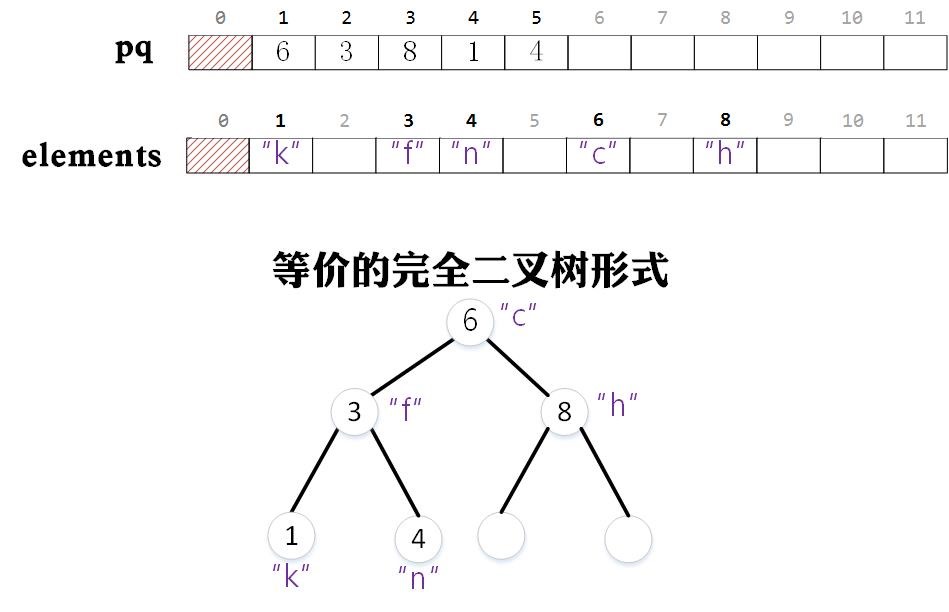 0 1 2 3 4 5 6 7 8 9 10 11
pq 6 3 8 1 4
0 1 2 3 4 5 6 7 8 9 10 11
elements "k" "f" "n" "c" "h"
等价的完全二叉树形式
6 "c"
3 "f" 8 "h"
1 4
"k" "n"